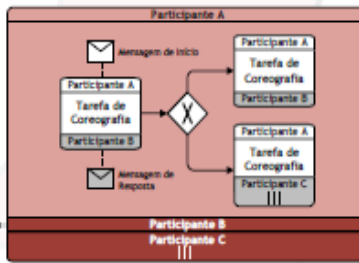 Participante A
Mensagem de Início
Participante A
Tarefa de
Coreografia
Participante B
Mensagem de
Resposta
Participante A
Tarefa de
Coreografia
Participante B
Participante A
Tarefa de
Coreografia
Participante C
Participante B
Participante C